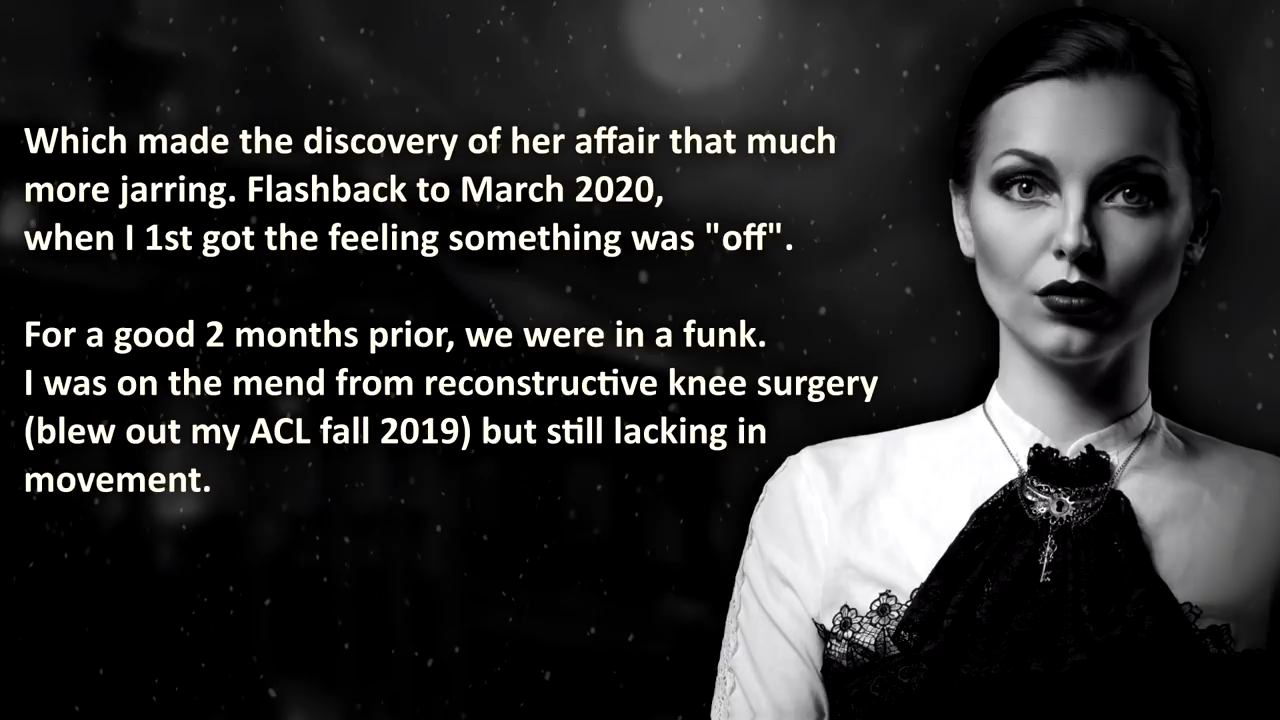 Which made the discovery of her affair that much
more jarring. Flashback to March 2020,
when I 1st got the feeling something was "off".
For a good 2 months prior, we were in a funk.
I was on the mend from reconstructive knee surgery
(blew out my ACL fall 2019) but still lacking in
movement.